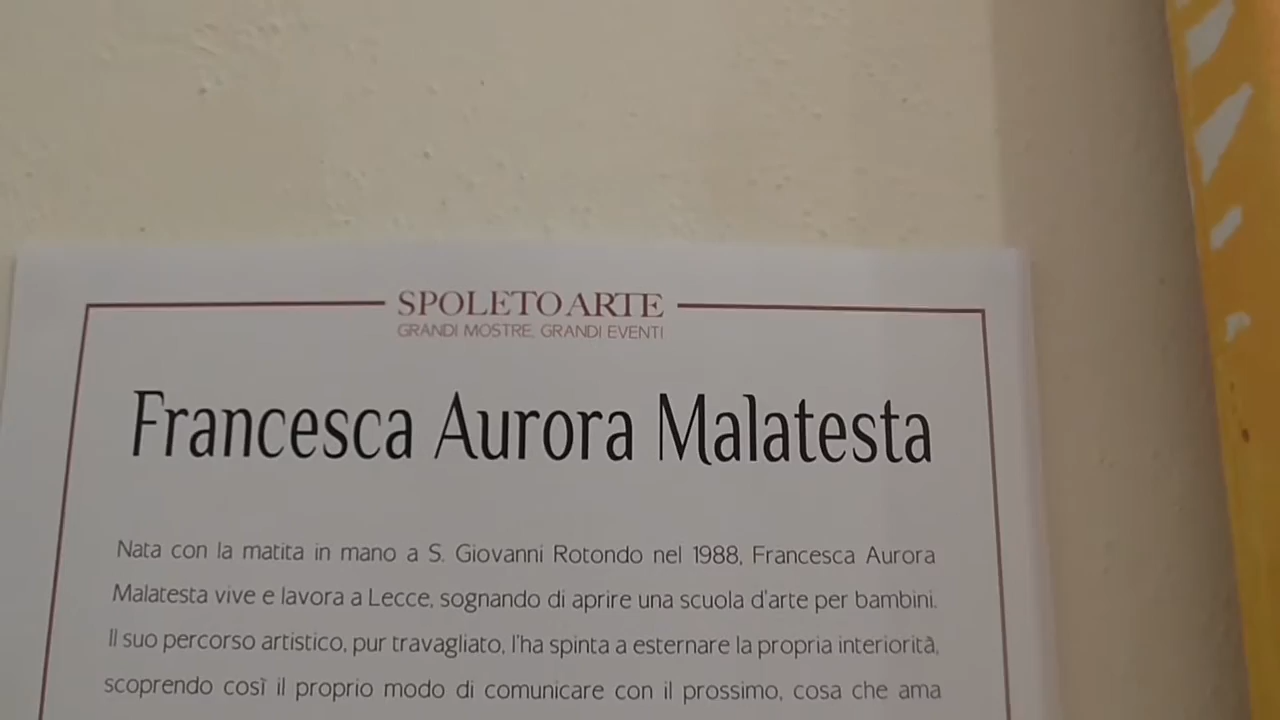 SPOLETO ARTE
GRANDI MOSTRE, GRANDI EVENTI
Francesca Aurora Malatesta
Nata con la matita in mano a S. Giovanni Rotondo nel 1988, Francesca Aurora
Malatesta vive e lavora a Lecce, sognando di aprire una scuola d'arte per bambini.
Il suo percorso artistico, pur travagliato, l'ha spinta a esternare la propria interiorità,
scoprendo così il proprio modo di comunicare con il prossimo, cosa che ama